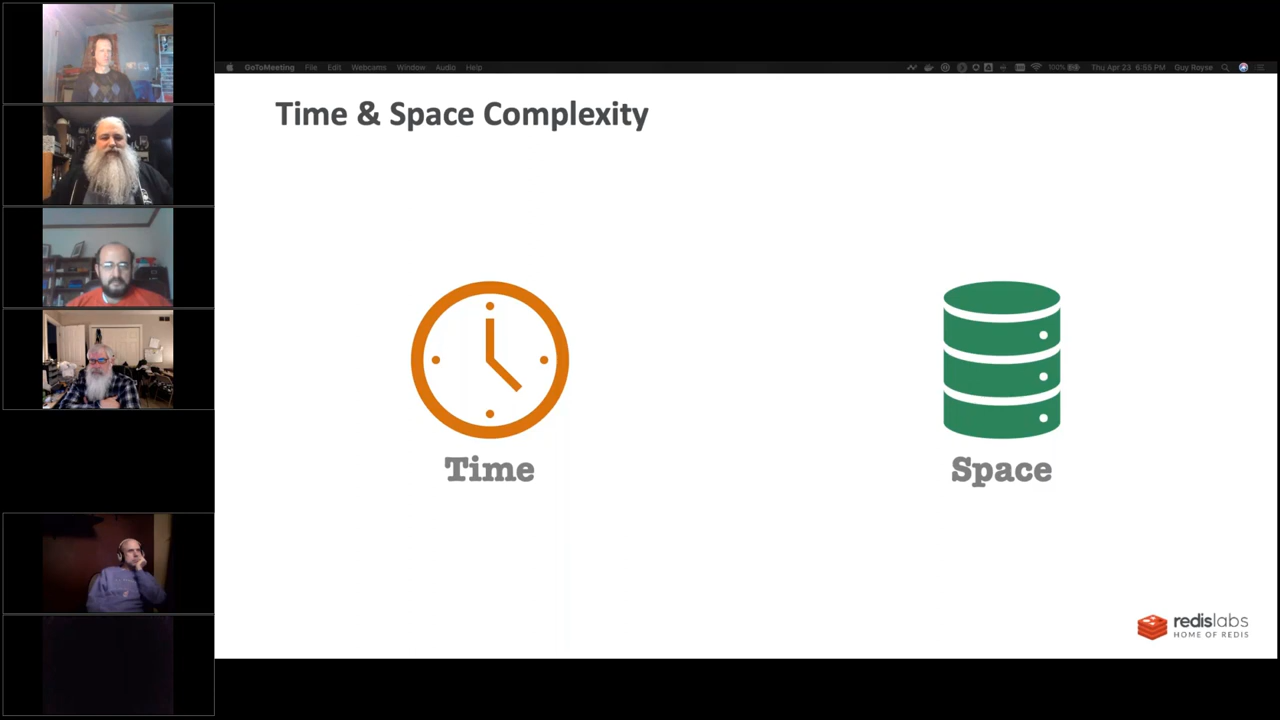 GoToMeeting File Edit Webcams Window Audio Help 100% Thu Apr 23 6:55 PM Guy Royse
Time & Space Complexity
Time
Space
redislabs
HOME OF REDIS